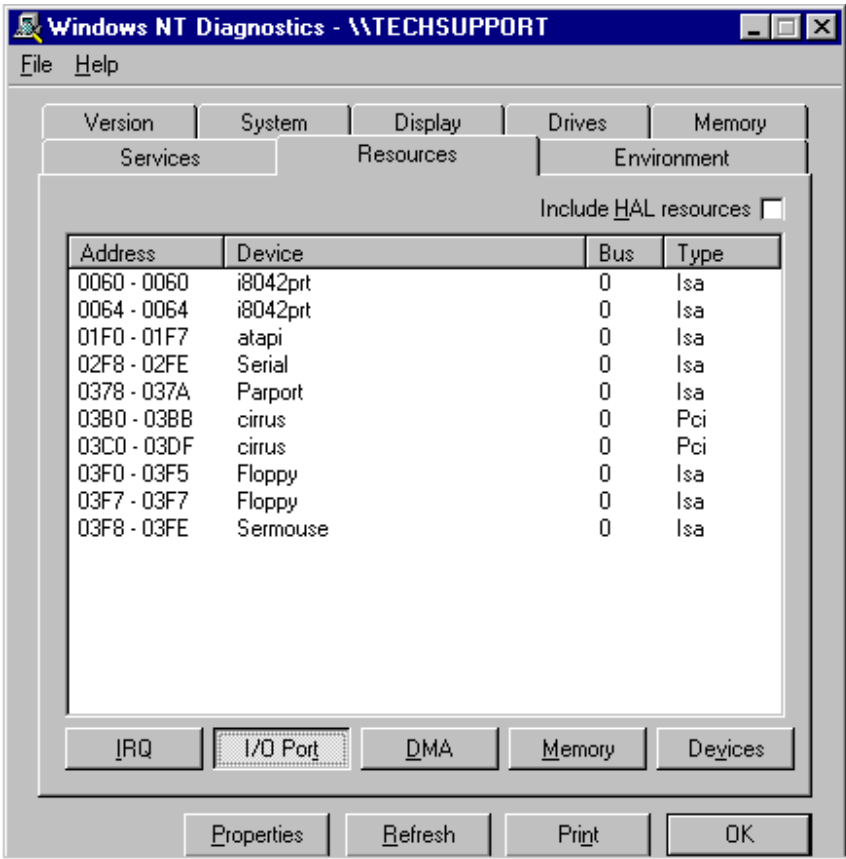 Windows NT Diagnostics - \\TECHSUPPORT
File Help
Version System Display Drives Memory
Services Resources Environment
Include HAL resources
Address Device Bus Type
0060 - 0060 i8042prt 0 Isa
0064 - 0064 i8042prt 0 Isa
01F0 - 01F7 atapi 0 Isa
02F8 - 02FE Serial 0 Isa
0378 - 037A Parport 0 Isa
03B0 - 03BB cirrus 0 Pci
03C0 - 03DF cirrus 0 Pci
03F0 - 03F5 Floppy 0 Isa
03F7 - 03F7 Floppy 0 Isa
03F8 - 03FE Sermouse 0 Isa
IRQ I/O Port DMA Memory Devices
Properties Refresh Print OK